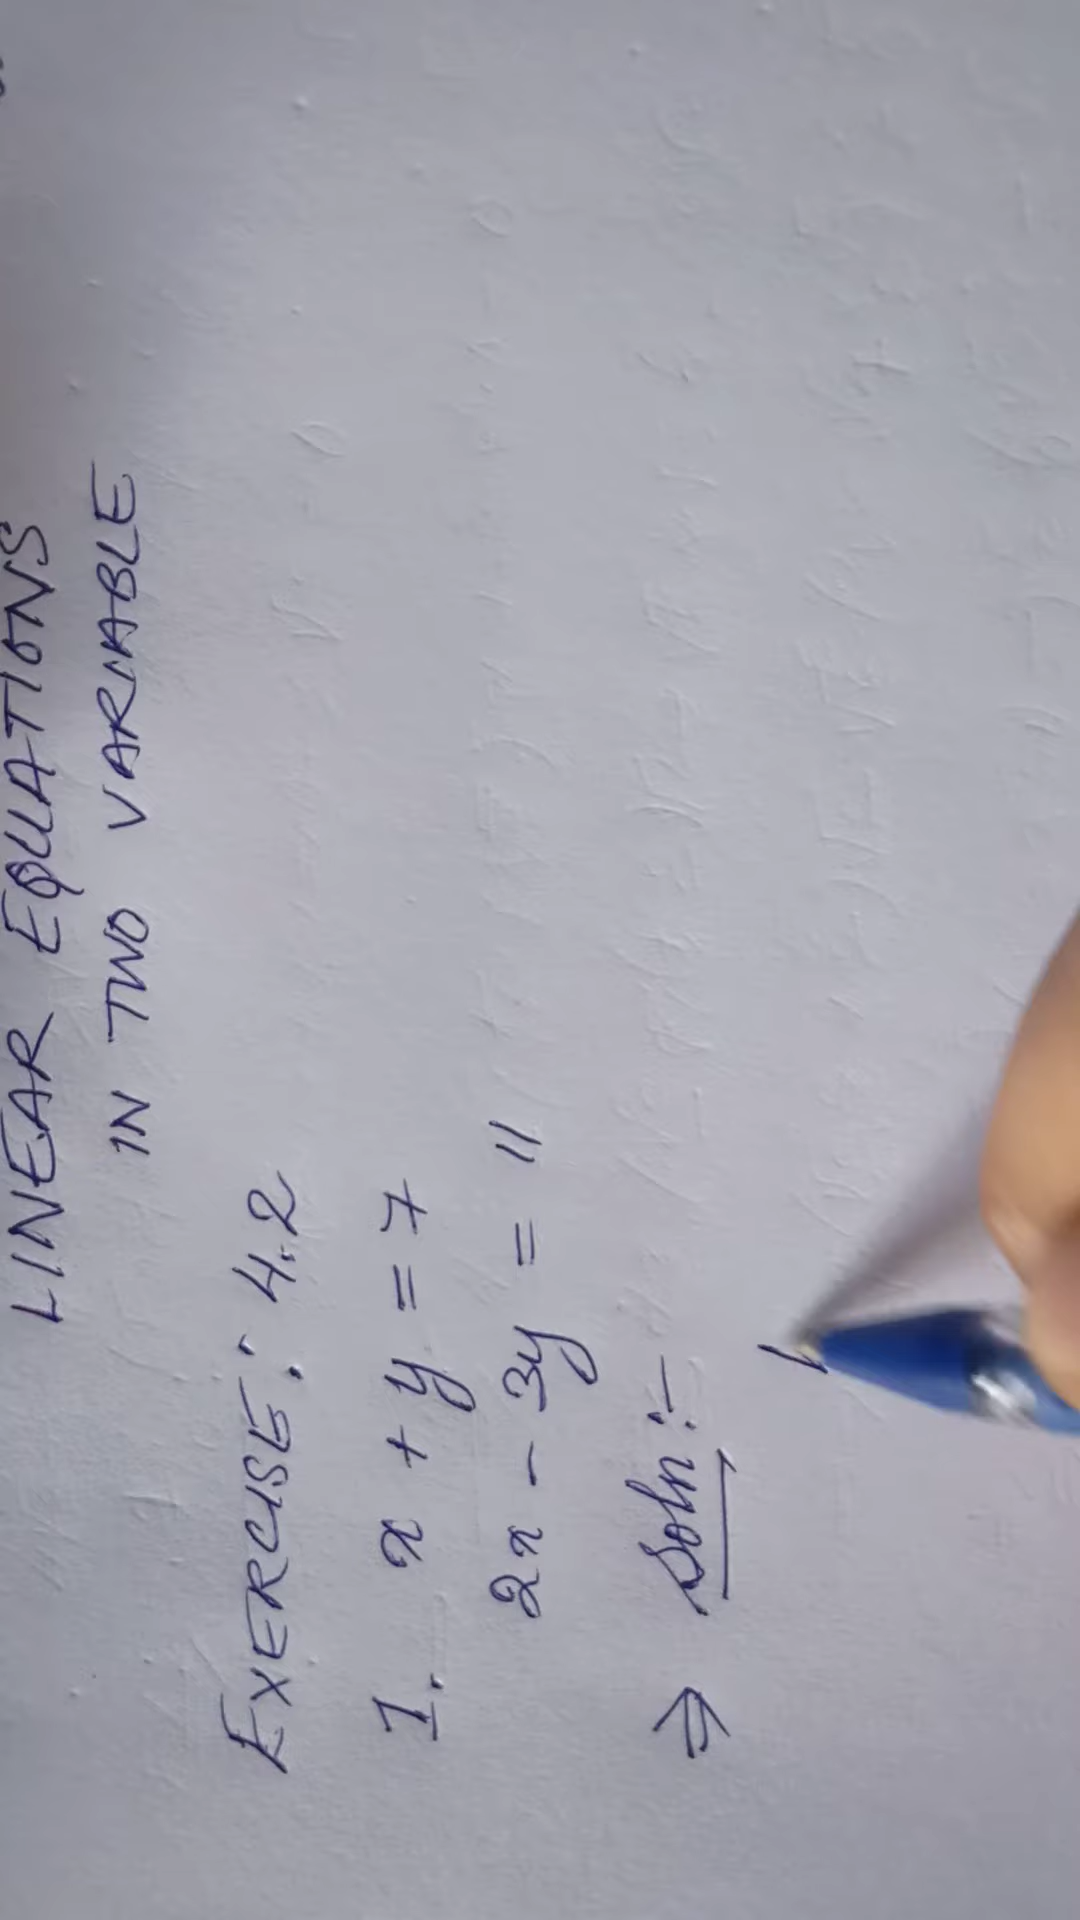 LINEAR EQUATIONS
IN TWO VARIABLE
EXERCISE: 4.2
1. x + y = 7
2x - 3y = 11
⇒ Soln :-